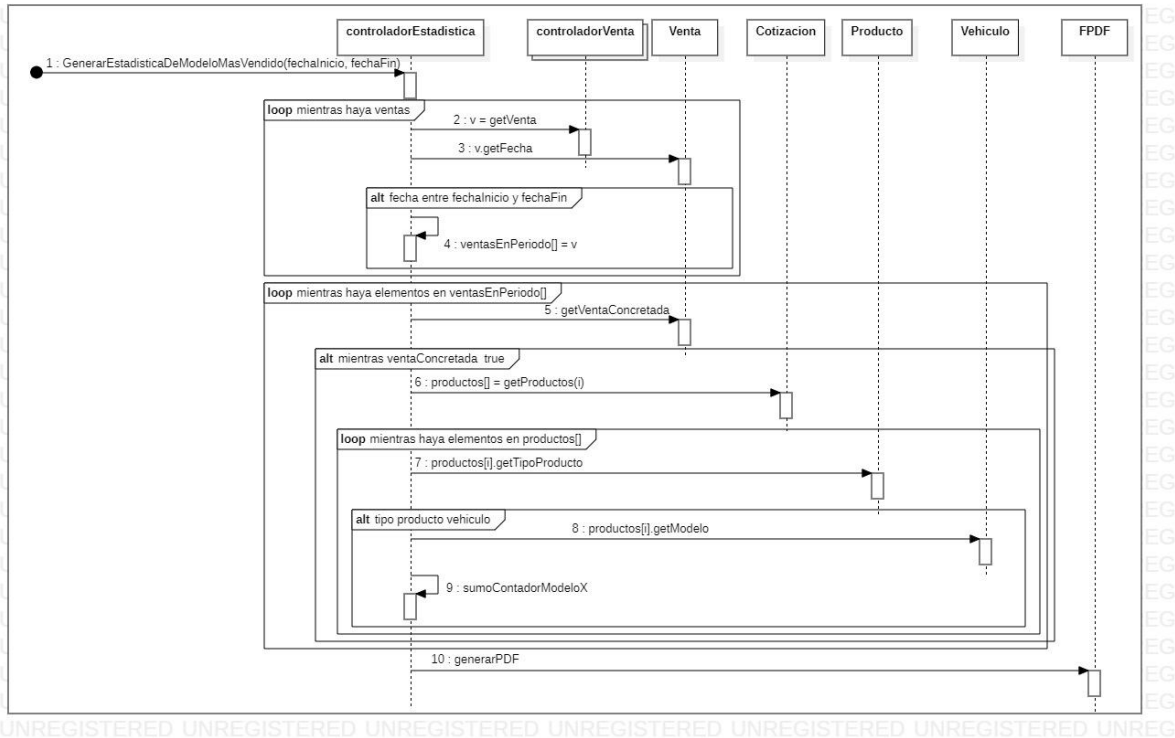 controladorEstadistica
controladorVenta
Venta
Cotizacion
Producto
Vehiculo
FPDF
1 : GenerarEstadisticaDeModeloMasVendido(fechaInicio, fechaFin)
loop mientras haya ventas
2 : v = getVenta
3 : v.getFecha
alt fecha entre fechaInicio y fechaFin
4 : ventasEnPeriodo[] = v
loop mientras haya elementos en ventasEnPeriodo[]
5 : getVentaConcretada
alt mientras ventaConcretada true
6 : productos[] = getProductos(i)
loop mientras haya elementos en productos[]
7 : productos[i].getTipoProducto
alt tipo producto vehiculo
8 : productos[i].getModelo
9 : sumoContadorModeloX
10 : generarPDF
UNREGISTERED UNREGISTERED UNREGISTERED UNREGISTERED UNREGISTERED UNREGISTERED UNREG